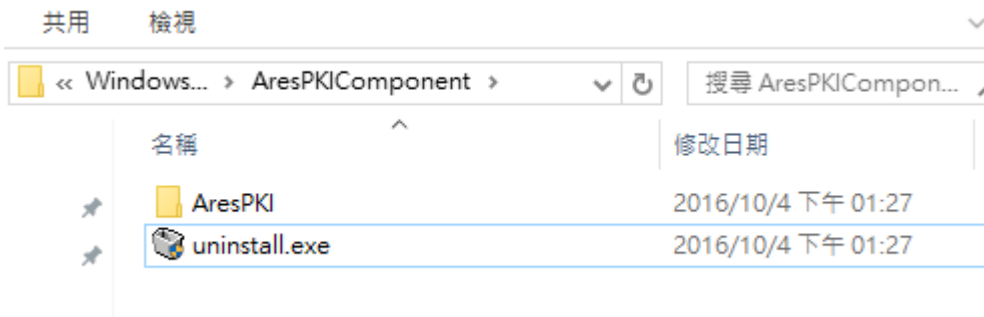 共用 檢視
« Windows... > AresPKIComponent > 搜尋 AresPKICompon...
名稱 修改日期
AresPKI 2016/10/4 下午 01:27
uninstall.exe 2016/10/4 下午 01:27